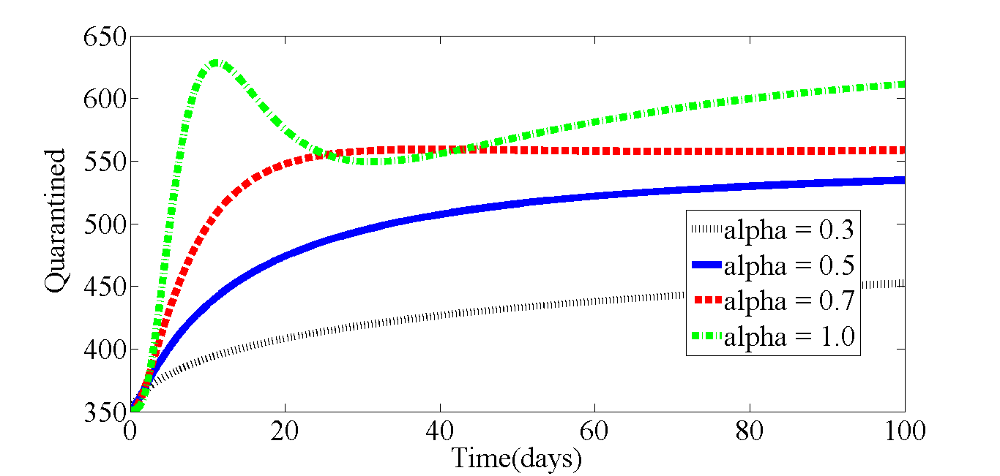 650
600
550
500
450
400
350
Quarantined
alpha = 0.3
alpha = 0.5
alpha = 0.7
alpha = 1.0
0 20 40 60 80 100
Time(days)